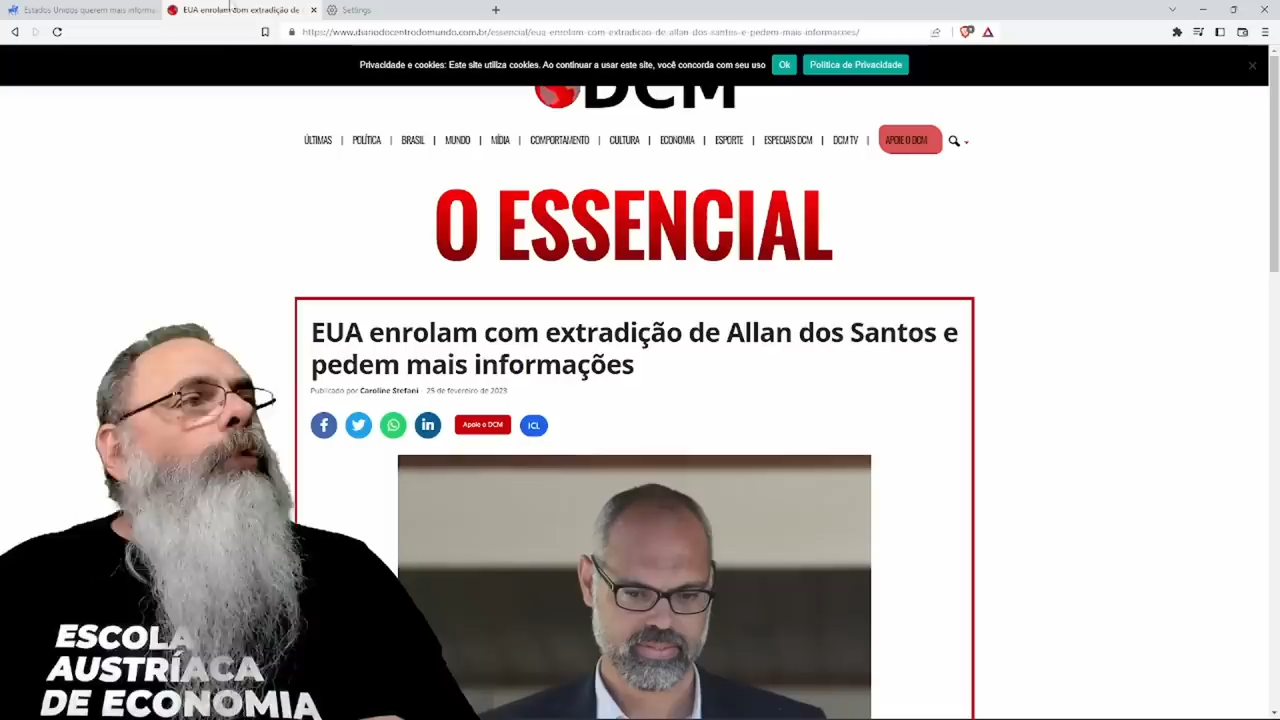 Estados Unidos querem mais informa
EUA enrolam com extradição de
Settings
https://www.diariodocentrodomundo.com.br/essencial/eua-enrolam-com-extradicao-de-allan-dos-santos-e-pedem-mais-informacoes/
Privacidade e cookies: Este site utiliza cookies. Ao continuar a usar este site, você concorda com seu uso
Ok
Política de Privacidade
DCM
ÚLTIMAS | POLÍTICA | BRASIL | MUNDO | MÍDIA | COMPORTAMENTO | CULTURA | ECONOMIA | ESPORTE | ESPECIAIS DCM | DCM TV | APOIE O DCM
O ESSENCIAL
EUA enrolam com extradição de Allan dos Santos e
pedem mais informações
Publicado por Caroline Stefani - 25 de fevereiro de 2023
Apoie o DCM
ICL
ESCOLA
AUSTRÍACA
DE ECONOMIA